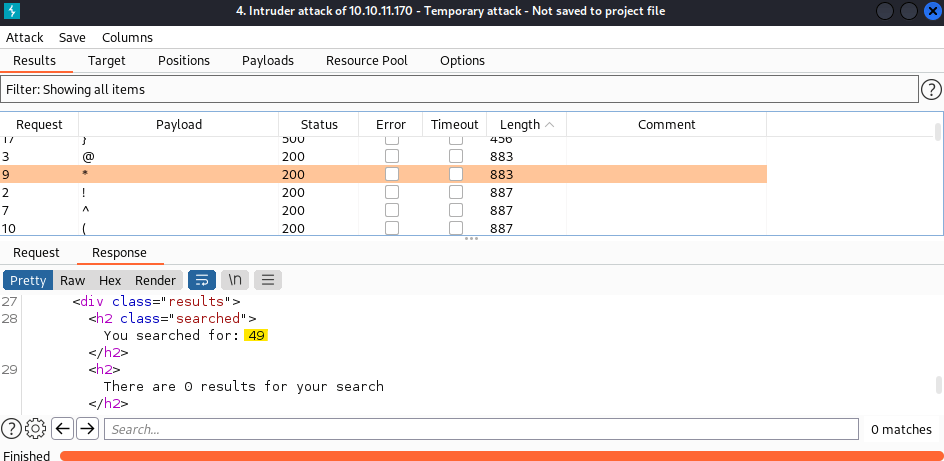 4. Intruder attack of 10.10.11.170 - Temporary attack - Not saved to project file
Attack Save Columns
Results Target Positions Payloads Resource Pool Options
Filter: Showing all items ?
Request Payload Status Error Timeout Length Comment
17 } 500 456
3 @ 200 883
9 * 200 883
2 ! 200 887
7 ^ 200 887
10 ( 200 887
Request Response
Pretty Raw Hex Render \n
27 <div class="results">
28 <h2 class="searched">
You searched for: 49
</h2>
29 <h2>
There are 0 results for your search
</h2>
? Search... 0 matches
Finished